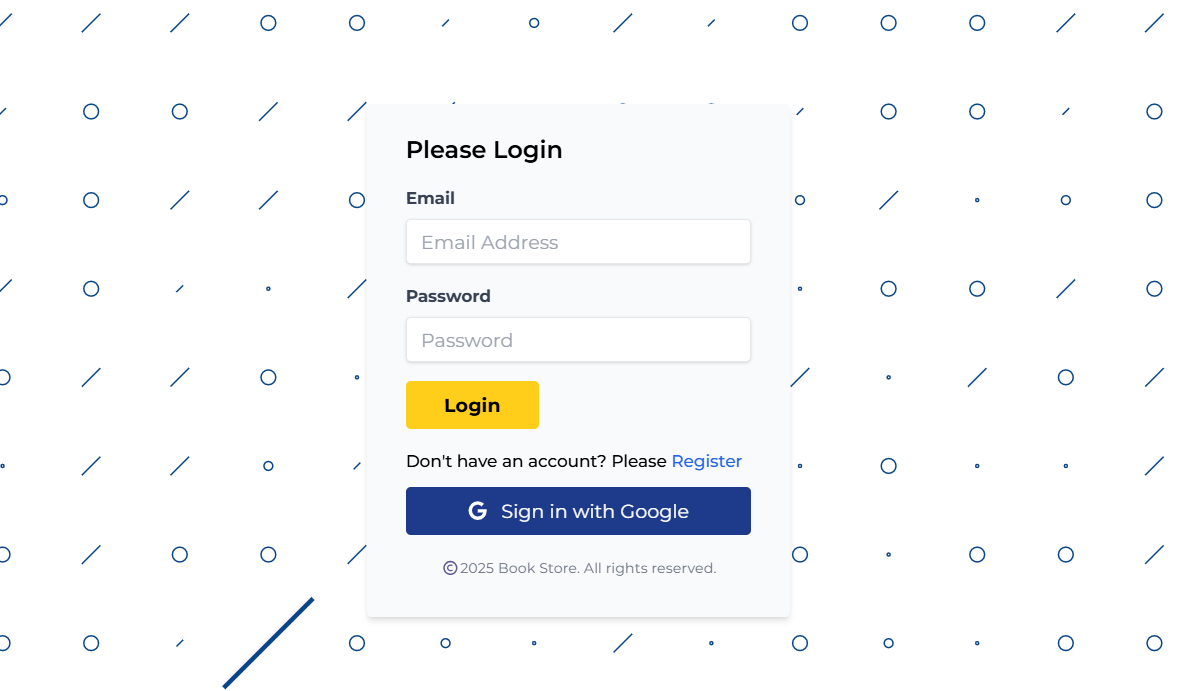 Please Login
Email
Email Address
Password
Password
Login
Don't have an account? Please Register
G Sign in with Google
©2025 Book Store. All rights reserved.